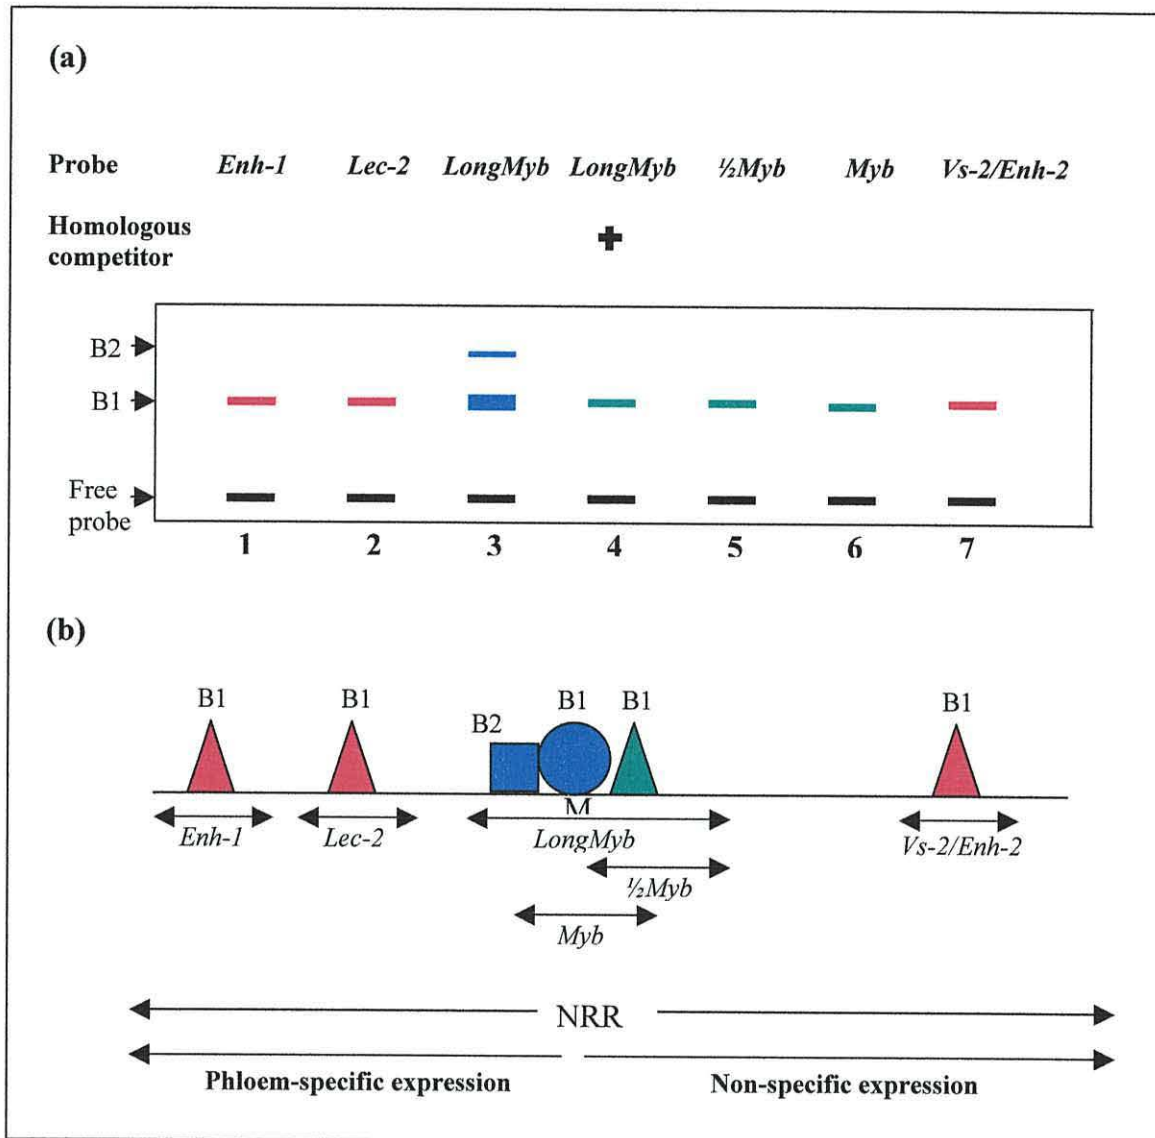 (a)
Probe Enh-1 Lec-2 LongMyb LongMyb ½Myb Myb Vs-2/Enh-2
Homologous
competitor
+
B2
B1
Free
probe
1 2 3 4 5 6 7
(b)
B1 B1 B2 B1 B1 B1
M
Enh-1 Lec-2 LongMyb Vs-2/Enh-2
½Myb
Myb
NRR
Phloem-specific expression Non-specific expression